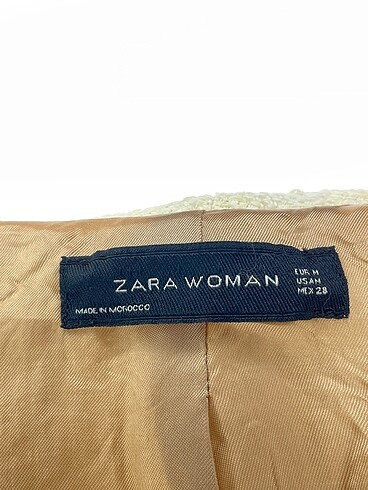 ZARA WOMAN
EUR M
USA M
MEX 28
MADE IN MOROCCO